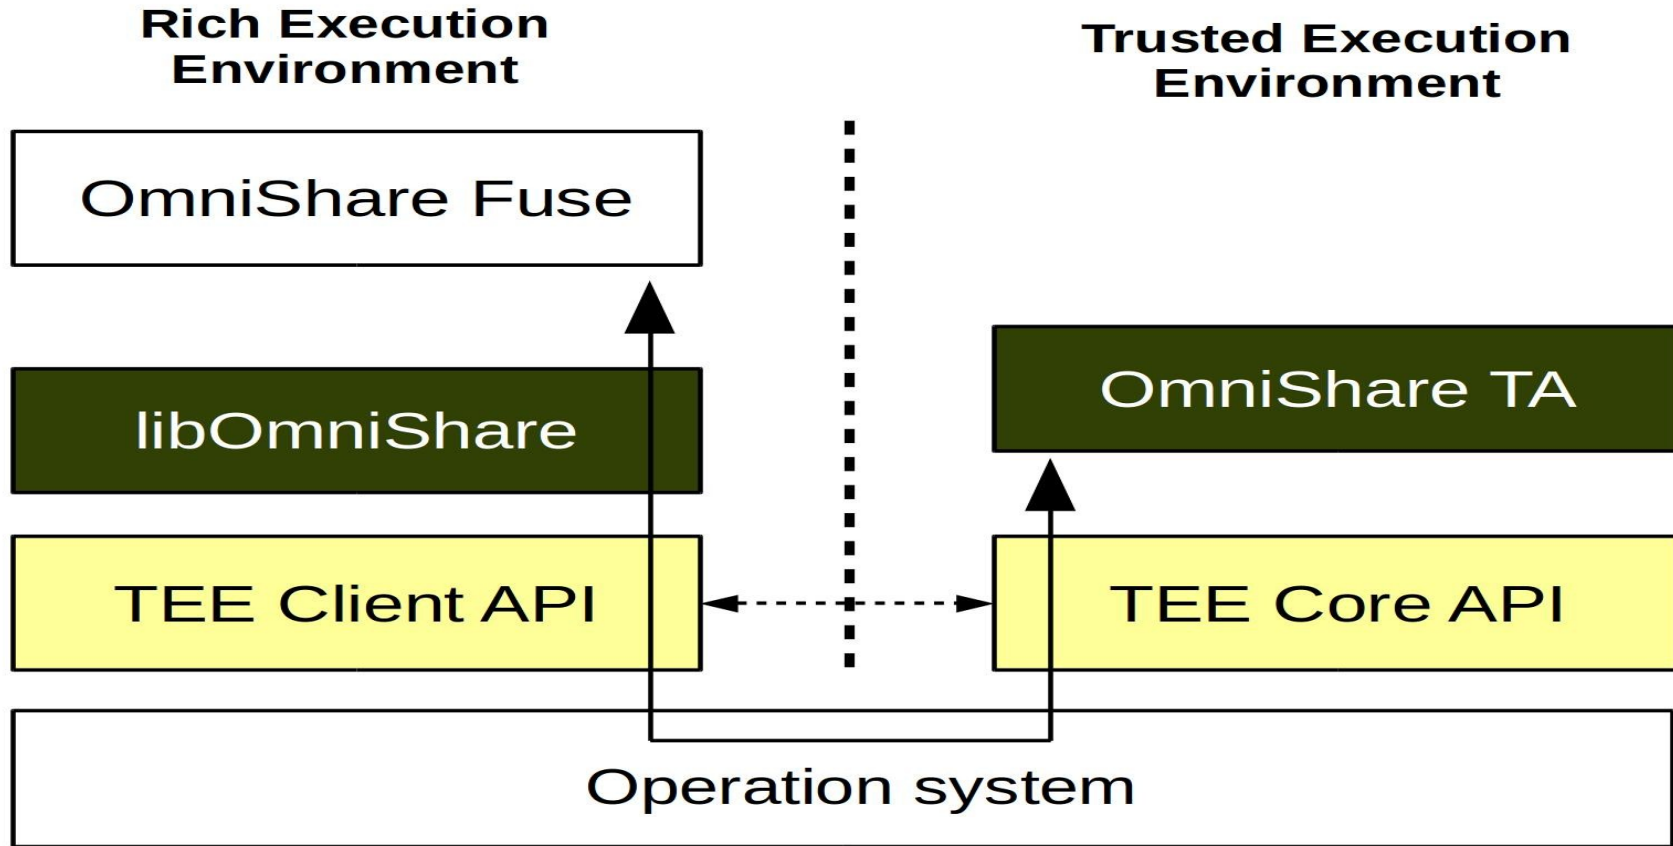 Rich Execution
Environment
Trusted Execution
Environment
OmniShare Fuse
libOmniShare
OmniShare TA
TEE Client API
TEE Core API
Operation system